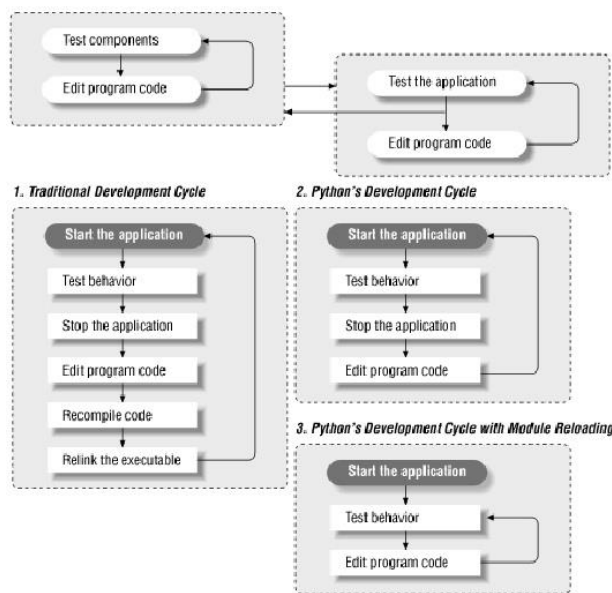 Test components
Edit program code
Test the application
Edit program code
1. Traditional Development Cycle
Start the application
Test behavior
Stop the application
Edit program code
Recompile code
Relink the executable
2. Python's Development Cycle
Start the application
Test behavior
Stop the application
Edit program code
3. Python's Development Cycle with Module Reloading
Start the application
Test behavior
Edit program code